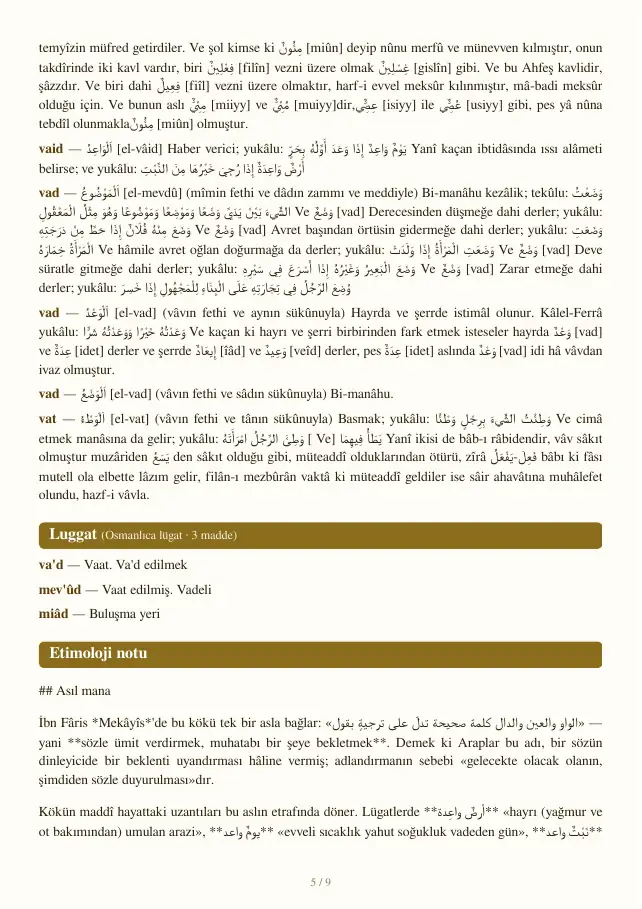 temyîzin müfred getirdiler. Ve şol kimse ki مِئُونٌ [miûn] deyip nûnu merfû ve münevven kılmıştır, onun
takdîrinde iki kavl vardır, biri فِعْلِينٌ [filîn] vezni üzere olmak غِسْلِينٌ [gislîn] gibi. Ve bu Ahfeş kavlidir,
şâzzdır. Ve biri dahi فِعِيلٌ [fiîl] vezni üzere olmaktır, harf-i evvel meksûr kılınmıştır, mâ-badi meksûr
olduğu için. Ve bunun aslı مِئِيٌّ [miiyy] ve مُئِيٌّ [muiyy]dir,عِصِيٌّ [isiyy] ile عُصِيٌّ [usiyy] gibi, pes yâ nûna
tebdîl olunmaklaمِئُونٌ [miûn] olmuştur.
vaid — اَلْوَاعِدُ [el-vâid] Haber verici; yukâlu: يَوْمٌ وَاعِدٌ إِذَا وَعَدَ أَوَّلُهُ بِحَرٍّ Yanî kaçan ibtidâsında ıssı alâmeti
belirse; ve yukâlu: أَرْضٌ وَاعِدَةٌ إِذَا رُجِيَ خَيْرُهَا مِنَ النَّبْتِ
vad — اَلْمَوْضُوعُ [el-mevdû] (mîmin fethi ve dâdın zammı ve meddiyle) Bi-manâhu kezâlik; tekûlu: وَضَعْتُ
الشَّيْءَ بَيْنَ يَدَيَّ وَضْعًا وَمَوْضِعًا وَمَوْضُوعًا وَهُوَ مِثْلُ الْمَعْقُولِ Ve وَضْعٌ [vad] Derecesinden düşmeğe dahi derler; yukâlu:
وَضَعَ مِنْهُ فُلَانٌ إِذَا حَطَّ مِنْ دَرَجَتِهِ Ve وَضْعٌ [vad] Avret başından örtüsin gidermeğe dahi derler; yukâlu: وَضَعَتِ
الْمَرْأَةُ خِمَارَهُ Ve hâmile avret oğlan doğurmağa da derler; yukâlu: وَضَعَتِ الْمَرْأَةُ إِذَا وَلَدَتْ Ve وَضْعٌ [vad] Deve
süratle gitmeğe dahi derler; yukâlu: وَضَعَ الْبَعِيرُ وَغَيْرُهُ إِذَا أَسْرَعَ فِي سَيْرِهِ Ve وَضْعٌ [vad] Zarar etmeğe dahi
derler; yukâlu: وُضِعَ الرَّجُلُ فِي تِجَارَتِهِ عَلَى الْبِنَاءِ لِلْمَجْهُولِ إِذَا خَسِرَ
vad — اَلْوَعْدُ [el-vad] (vâvın fethi ve aynın sükûnuyla) Hayrda ve şerrde istimâl olunur. Kâlel-Ferrâ
yukâlu: وَعَدْتُهُ خَيْرًا وَوَعَدْتُهُ شَرًّا Ve kaçan ki hayrı ve şerri birbirinden fark etmek isteseler hayrda وَعْدٌ [vad]
ve عِدَةٌ [idet] derler ve şerrde إِيعَادٌ [îâd] ve وَعِيدٌ [veîd] derler, pes عِدَةٌ [idet] aslında وَعْدٌ [vad] idi hâ vâvdan
ivaz olmuştur.
vad — اَلْوَضْعُ [el-vad] (vâvın fethi ve sâdın sükûnuyla) Bi-manâhu.
vat — اَلْوَطْءُ [el-vat] (vâvın fethi ve tânın sükûnuyla) Basmak; yukâlu: وَطِئْتُ الشَّيْءَ بِرِجْلٍ وَطْئًا Ve cimâ
etmek manâsına da gelir; yukâlu: وَطِئَ الرَّجُلُ امْرَأَتَهُ [ Ve] يَطَأُ فِيهِمَا Yanî ikisi de bâb-ı râbidendir, vâv sâkıt
olmuştur muzâriden يَسَعُ den sâkıt olduğu gibi, müteaddî olduklarından ötürü, zîrâ فَعِلَ-يَفْعَلُ bâbı ki fâsı
mutell ola elbette lâzım gelir, filân-ı mezbûrân vaktâ ki müteaddî geldiler ise sâir ahavâtına muhâlefet
olundu, hazf-i vâvla.
Luggat (Osmanlıca lügat · 3 madde)
va'd — Vaat. Va'd edilmek
mev'ûd — Vaat edilmiş. Vadeli
miâd — Buluşma yeri
Etimoloji notu
## Asıl mana
İbn Fâris *Mekâyîs*'de bu kökü tek bir asla bağlar: «الواو والعين والدال كلمة صحيحة تدلّ على ترجيةٍ بقول» —
yani **sözle ümit verdirmek, muhatabı bir şeye bekletmek**. Demek ki Araplar bu adı, bir sözün
dinleyicide bir beklenti uyandırması hâline vermiş; adlandırmanın sebebi «gelecekte olacak olanın,
şimdiden sözle duyurulması»dır.
Kökün maddî hayattaki uzantıları bu aslın etrafında döner. Lügatlerde **أرضٌ واعِدة** «hayrı (yağmur ve
ot bakımından) umulan arazi», **يومٌ واعد** «evveli sıcaklık yahut soğukluk vadeden gün», **نَبْتٌ واعد**
5 / 9